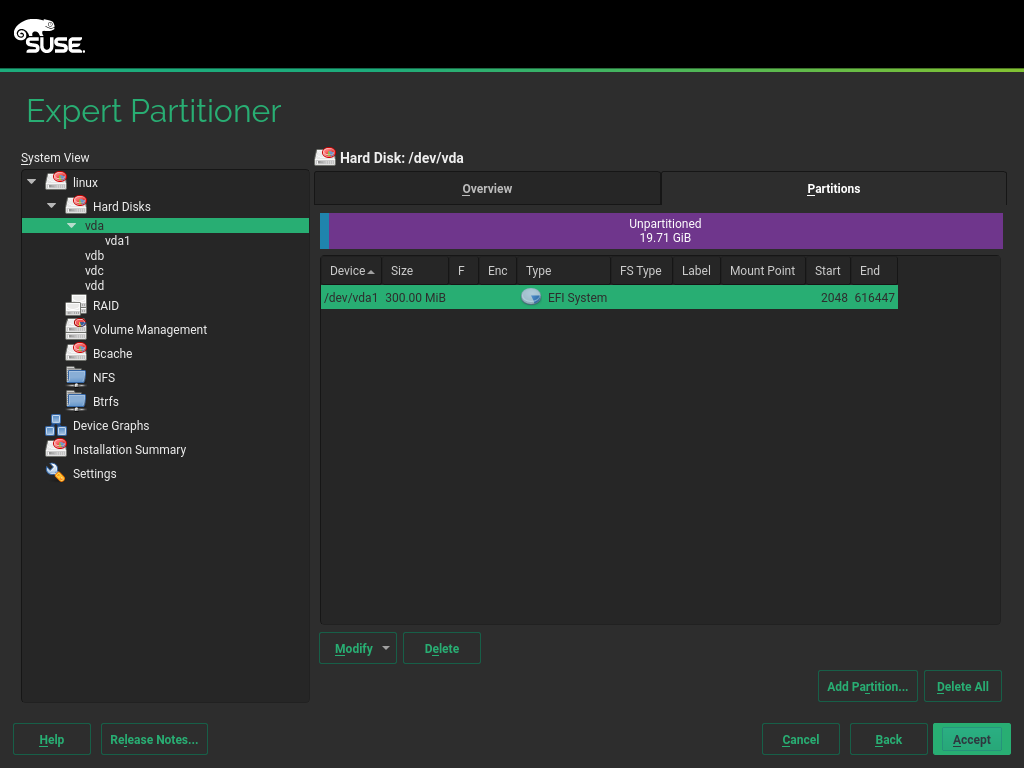 SUSE.
Expert Partitioner
System View
linux
Hard Disks
vda
vda1
vdb
vdc
vdd
RAID
Volume Management
Bcache
NFS
Btrfs
Device Graphs
Installation Summary
Settings
Hard Disk: /dev/vda
Overview Partitions
Unpartitioned
19.71 GiB
Device Size F Enc Type FS Type Label Mount Point Start End
/dev/vda1 300.00 MiB EFI System 2048 616447
Modify Delete
Add Partition... Delete All
Help Release Notes... Cancel Back Accept